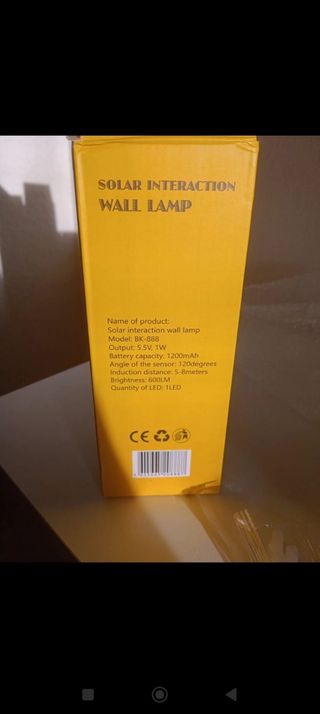 SOLAR INTERACTION
WALL LAMP
Name of product:
Solar interaction wall lamp
Model: BK-888
Output: 5.5V, 1W
Battery capacity: 1200mAh
Angle of the sensor: 120degrees
Induction distance: 5-8meters
Brightness: 600LM
Quantity of LED: 1LED
CE